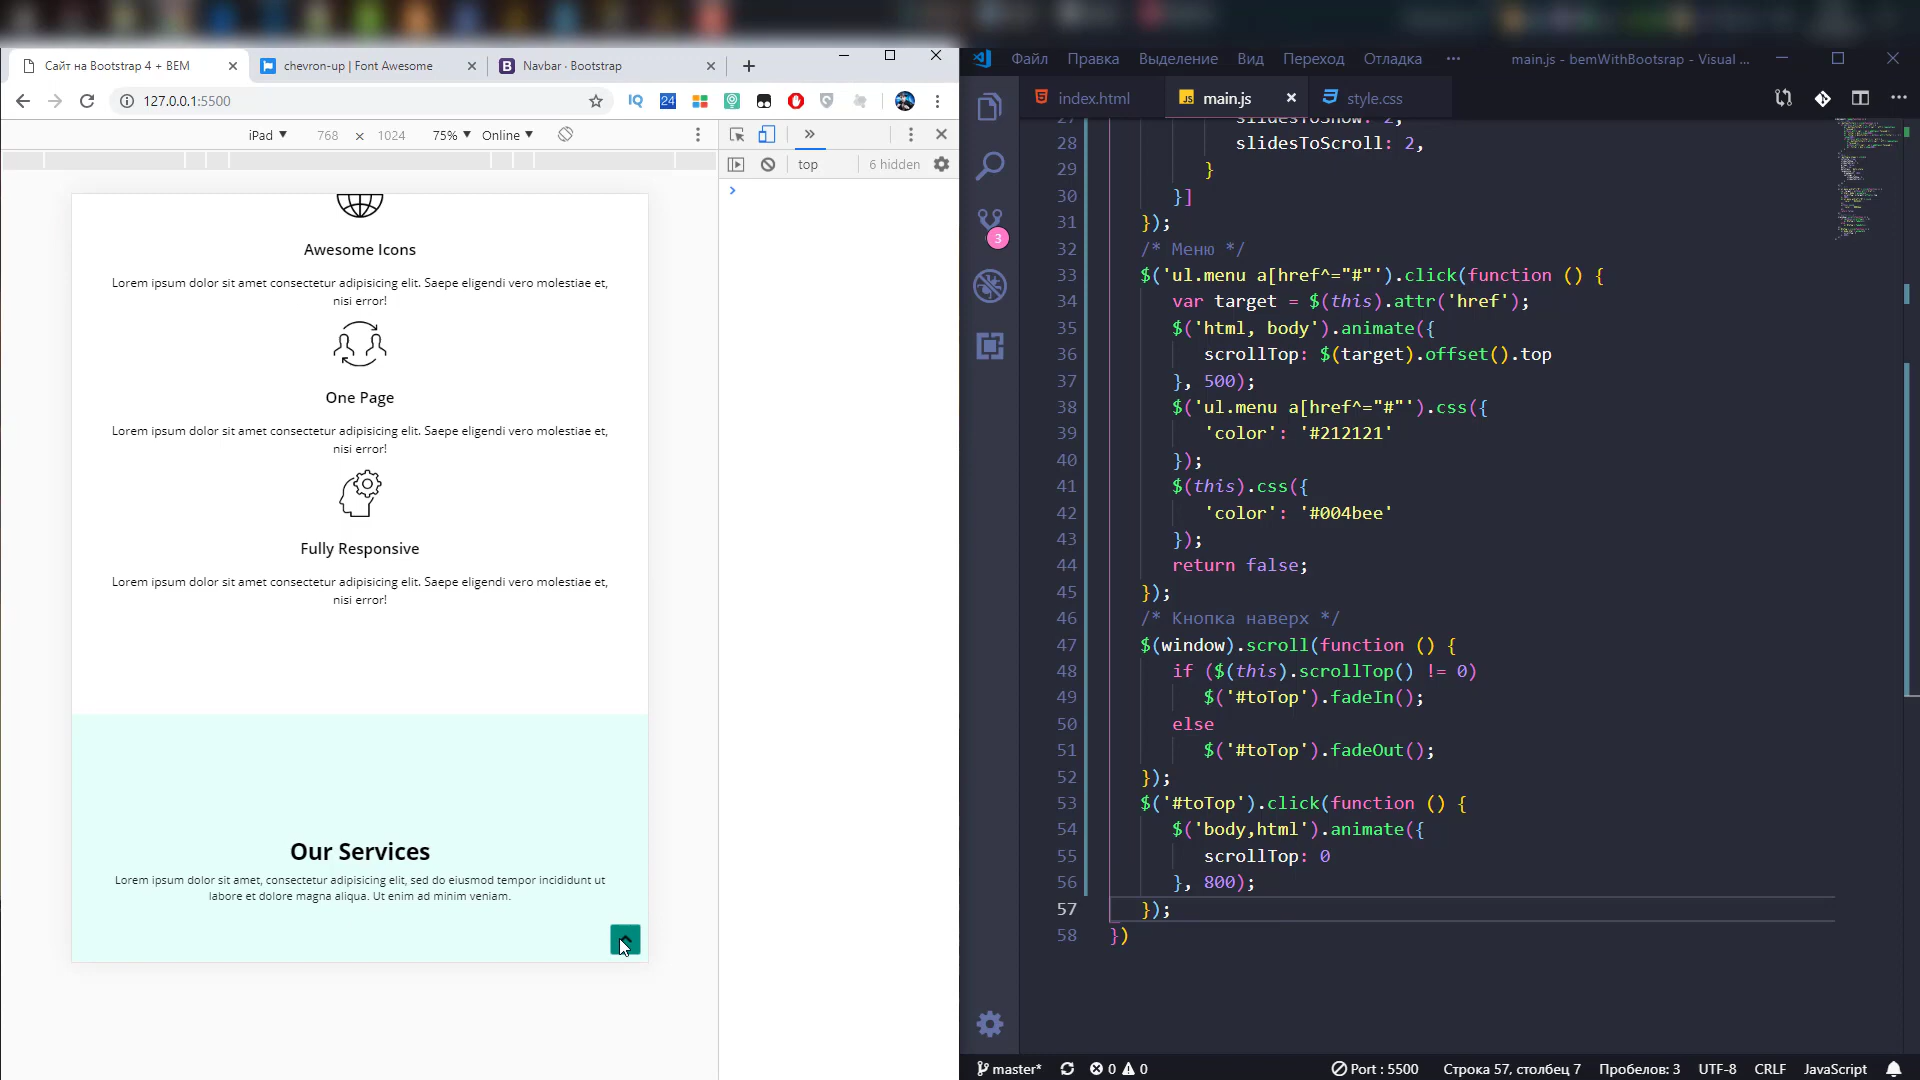 Сайт на Bootstrap 4 + BEM
chevron-up | Font Awesome
Navbar · Bootstrap
127.0.0.1:5500
IQ
24
iPad
768 × 1024
75%
Online
top
6 hidden
Awesome Icons
Lorem ipsum dolor sit amet consectetur adipisicing elit. Saepe eligendi vero molestiae et,
nisi error!
One Page
Lorem ipsum dolor sit amet consectetur adipisicing elit. Saepe eligendi vero molestiae et,
nisi error!
Fully Responsive
Lorem ipsum dolor sit amet consectetur adipisicing elit. Saepe eligendi vero molestiae et,
nisi error!
Our Services
Lorem ipsum dolor sit amet, consectetur adipisicing elit, sed do eiusmod tempor incididunt ut
labore et dolore magna aliqua. Ut enim ad minim veniam.
Файл Правка Выделение Вид Переход Отладка ··· main.js - bemWithBootsrap - Visual ...
index.html
main.js
style.css
3
27 slidesToShow: 2,
28 slidesToScroll: 2,
29 }
30 }]
31 });
32 /* Меню */
33 $('ul.menu a[href^="#"').click(function () {
34 var target = $(this).attr('href');
35 $('html, body').animate({
36 scrollTop: $(target).offset().top
37 }, 500);
38 $('ul.menu a[href^="#"').css({
39 'color': '#212121'
40 });
41 $(this).css({
42 'color': '#004bee'
43 });
44 return false;
45 });
46 /* Кнопка наверх */
47 $(window).scroll(function () {
48 if ($(this).scrollTop() != 0)
49 $('#toTop').fadeIn();
50 else
51 $('#toTop').fadeOut();
52 });
53 $('#toTop').click(function () {
54 $('body,html').animate({
55 scrollTop: 0
56 }, 800);
57 });
58 })
master* 0 0 Port : 5500 Строка 57, столбец 7 Пробелов: 3 UTF-8 CRLF JavaScript